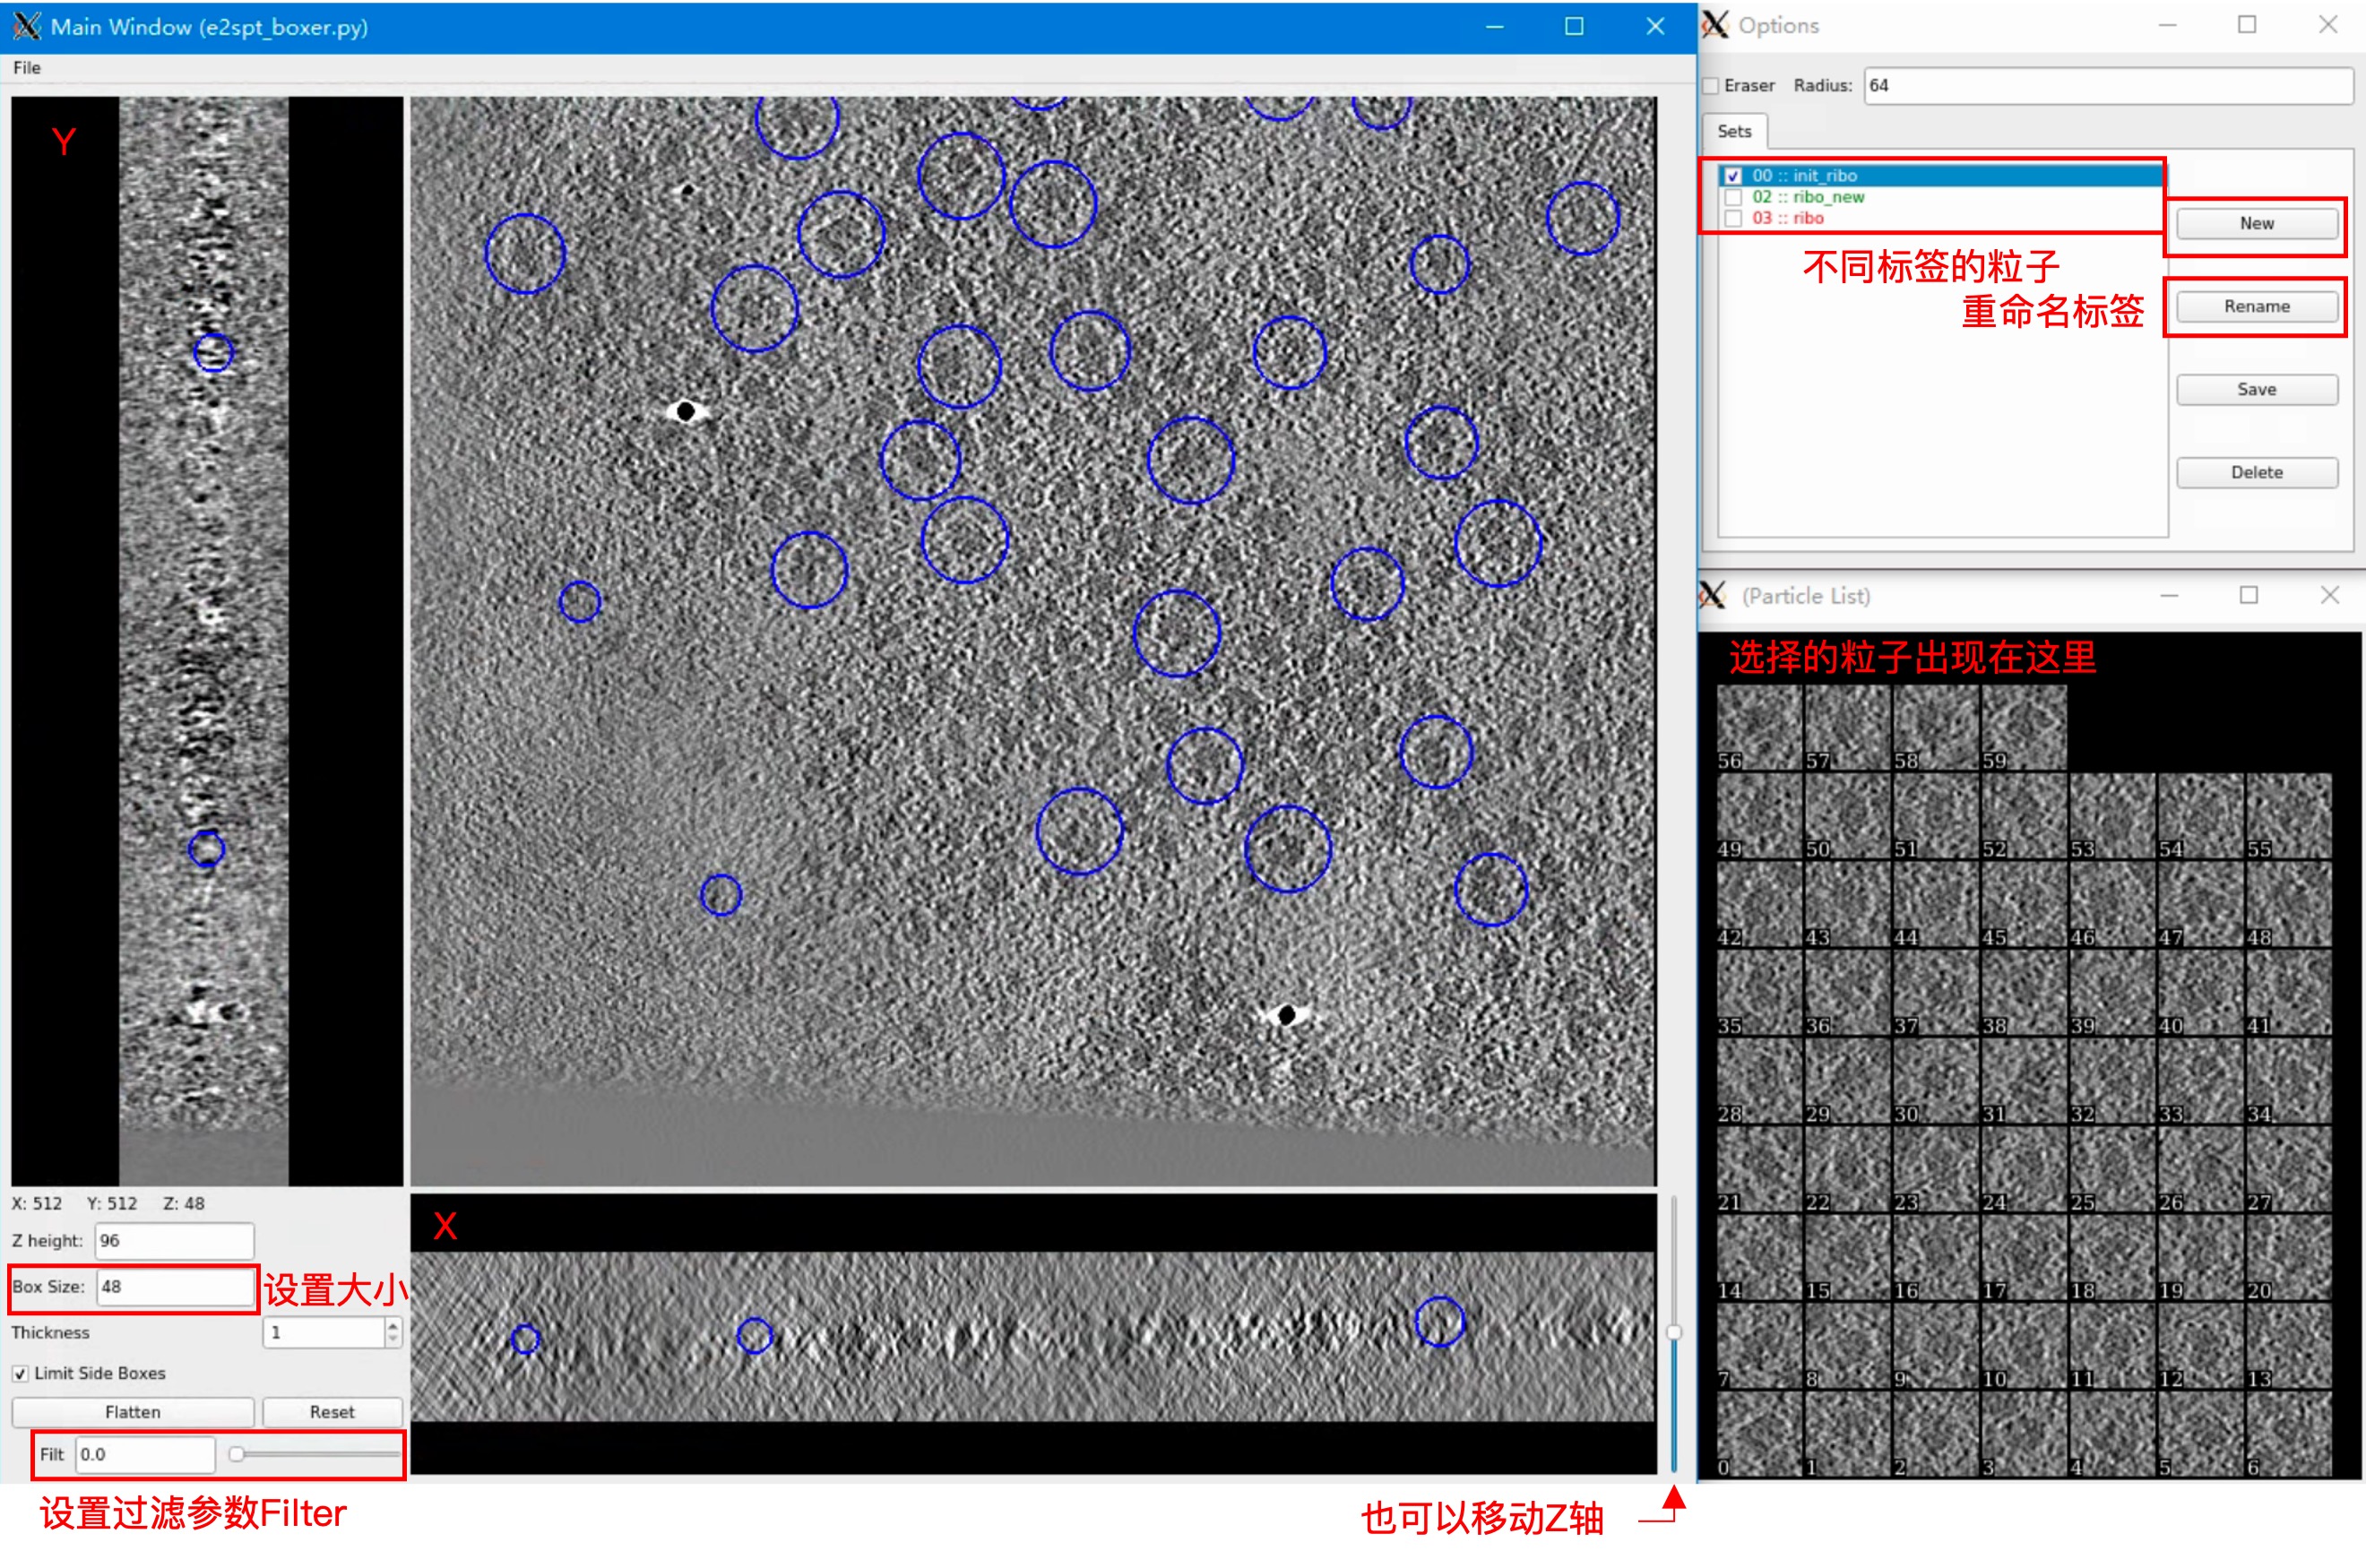 Main Window (e2spt_boxer.py)
File
Y
X: 512 Y: 512 Z: 48
Z height: 96
Box Size: 48
设置大小
Thickness 1
Limit Side Boxes
Flatten Reset
Filt 0.0
设置过滤参数Filter
X
也可以移动Z轴
Options
Eraser Radius: 64
Sets
00 :: init_ribo
02 :: ribo_new
03 :: ribo
不同标签的粒子
重命名标签
New
Rename
Save
Delete
(Particle List)
选择的粒子出现在这里
56 57 58 59
49 50 51 52 53 54 55
42 43 44 45 46 47 48
35 36 37 38 39 40 41
28 29 30 31 32 33 34
21 22 23 24 25 26 27
14 15 16 17 18 19 20
7 8 9 10 11 12 13
0 1 2 3 4 5 6